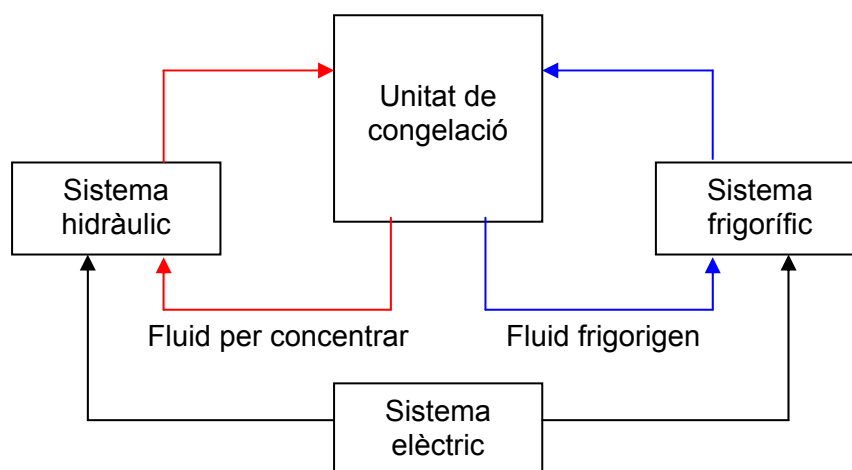 Unitat de
congelació
Sistema
hidràulic
Sistema
frigorífic
Fluid per concentrar
Fluid frigorigen
Sistema
elèctric